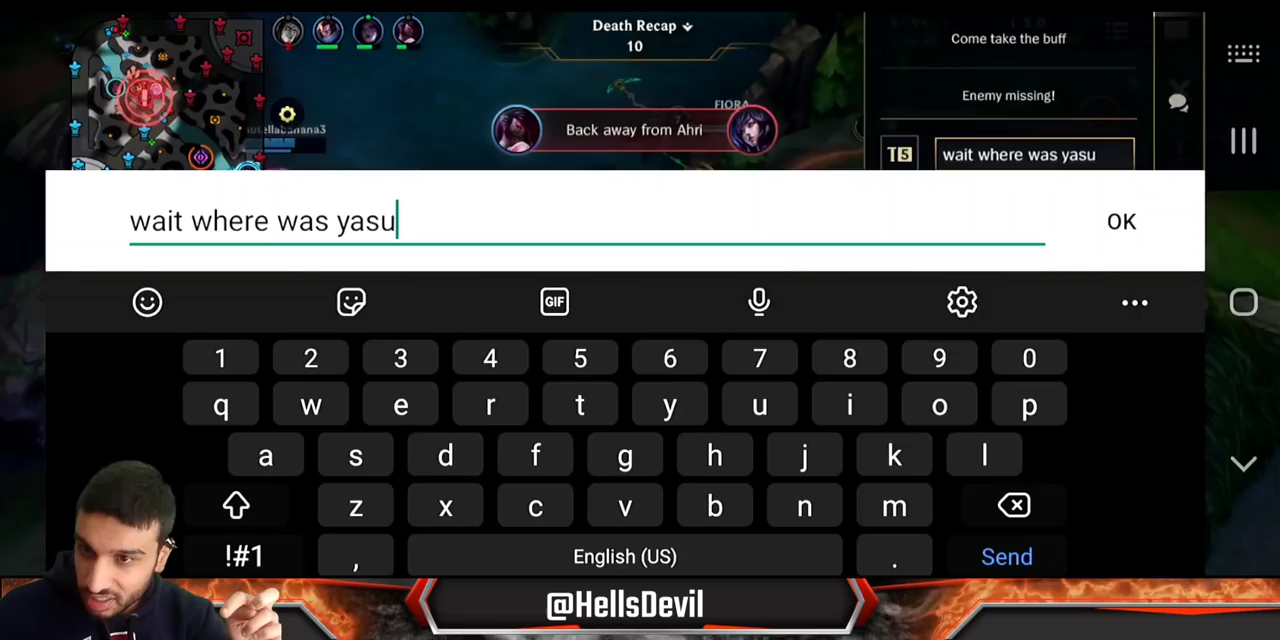 Death Recap
10
Come take the buff
Enemy missing!
FIORA
Back away from Ahri
T5
wait where was yasu
wait where was yasu
OK
GIF
1 2 3 4 5 6 7 8 9 0
q w e r t y u i o p
a s d f g h j k l
z x c v b n m
!#1 , English (US) . Send
@HellsDevil